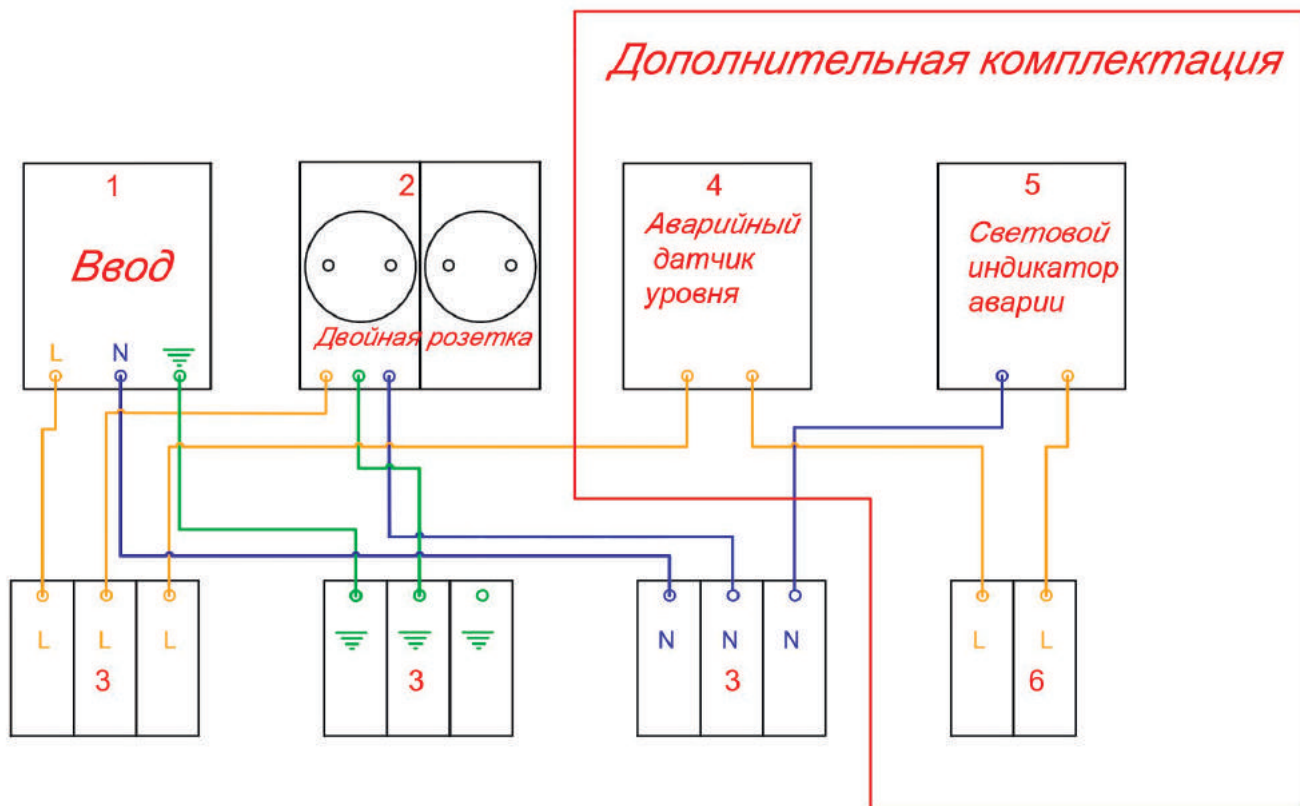 Дополнительная комплектация
1
Ввод
L N
2
Двойная розетка
4
Аварийный
датчик
уровня
5
Световой
индикатор
аварии
L L L
3
3
N N N
3
L L
6